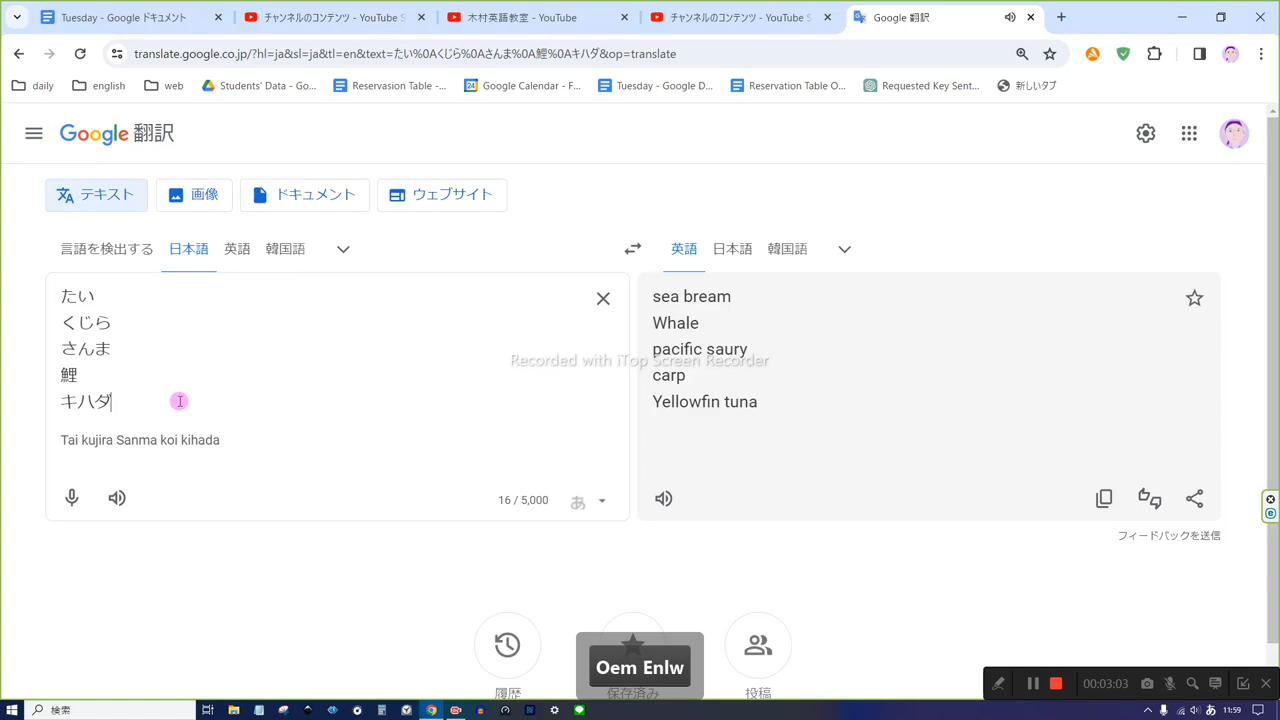 Tuesday - Google ドキュメント
チャンネルのコンテンツ - YouTube S
木村英語教室 - YouTube
チャンネルのコンテンツ - YouTube S
Google 翻訳
translate.google.co.jp/?hl=ja&sl=ja&tl=en&text=たい%0Aくじら%0Aさんま%0A鯉%0Aキハダ&op=translate
daily
english
web
Students' Data - Go...
Reservasion Table -...
Google Calendar - F...
Tuesday - Google D...
Reservation Table O...
Requested Key Sent...
新しいタブ
Google 翻訳
テキスト
画像
ドキュメント
ウェブサイト
言語を検出する
日本語
英語
韓国語
英語
日本語
韓国語
たい
くじら
さんま
鯉
キハダ
Tai kujira Sanma koi kihada
16 / 5,000
あ
sea bream
Whale
pacific saury
carp
Yellowfin tuna
Recorded with iTop Screen Recorder
フィードバックを送信
履歴
保存済み
投稿
Oem Enlw
00:03:03
検索
あ
11:59